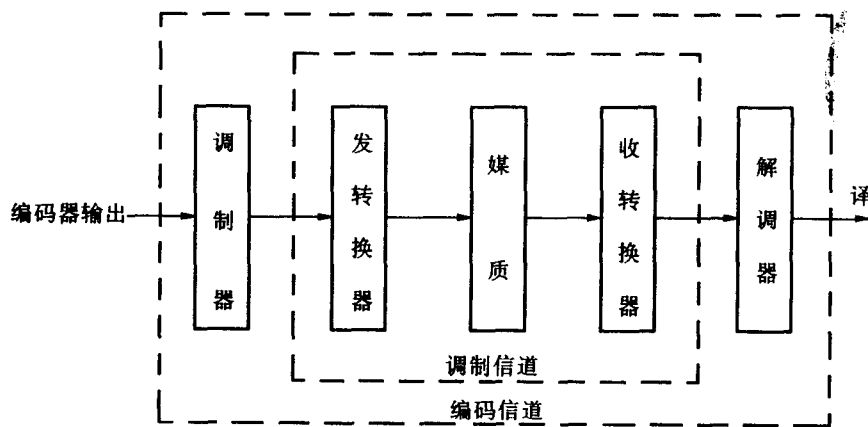 编码器输出
调制器
发转换器
媒质
收转换器
解调器
译
调制信道
编码信道